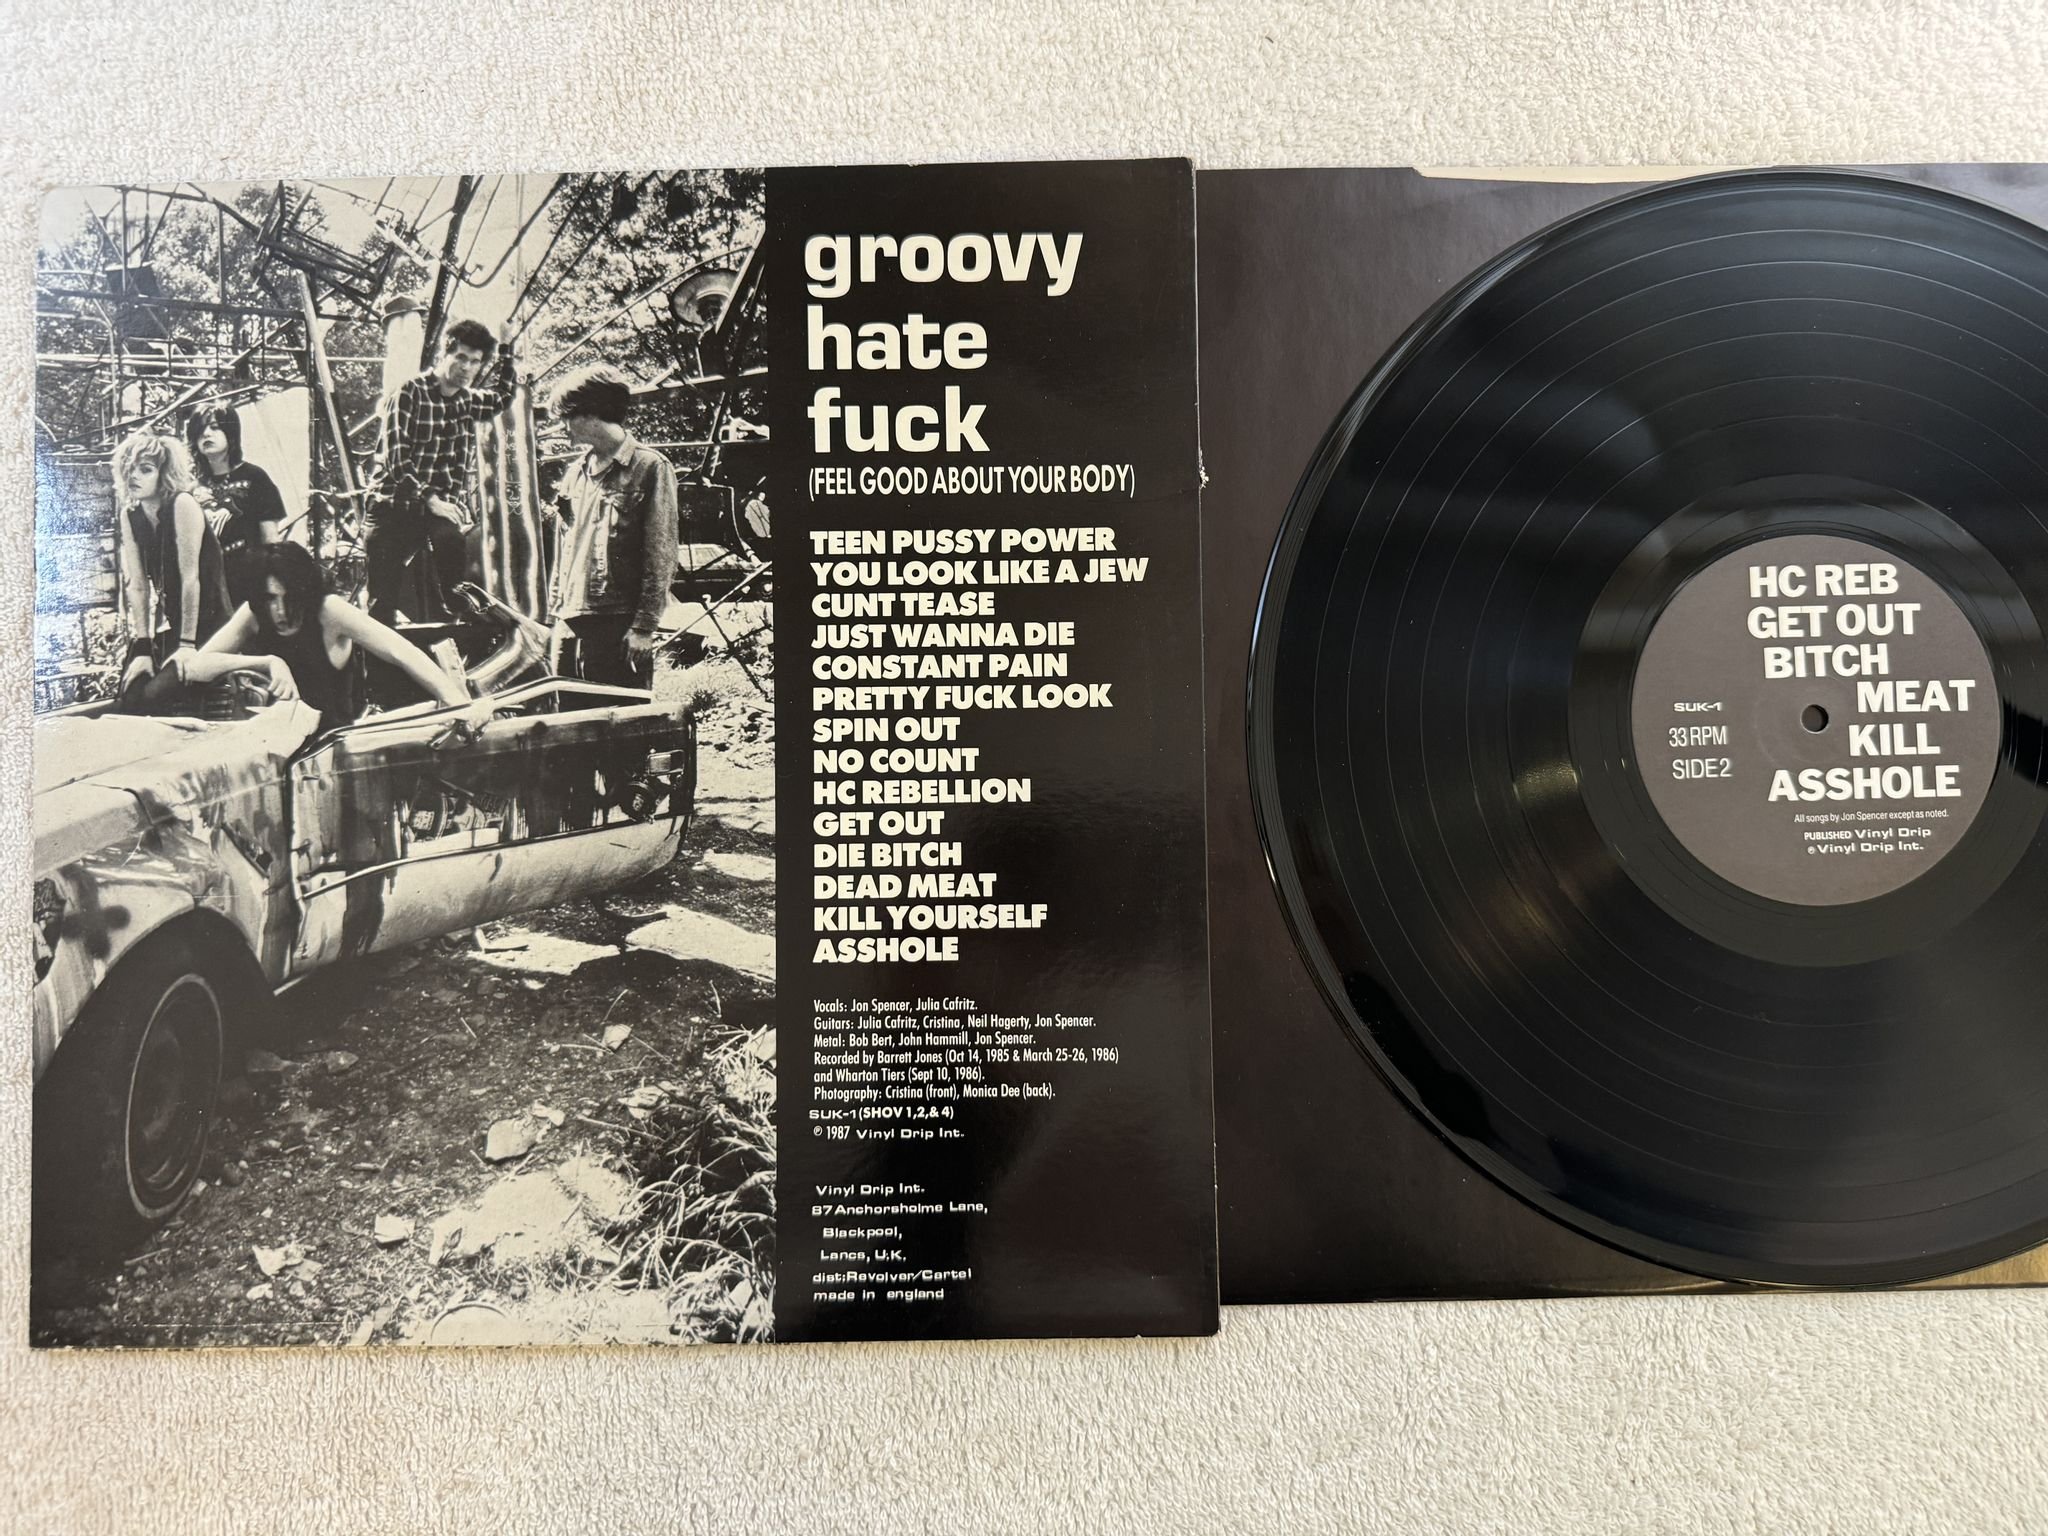 groovy
hate
fuck
(FEEL GOOD ABOUT YOUR BODY)
TEEN PUSSY POWER
YOU LOOK LIKE A JEW
CUNT TEASE
JUST WANNA DIE
CONSTANT PAIN
PRETTY FUCK LOOK
SPIN OUT
NO COUNT
HC REBELLION
GET OUT
DIE BITCH
DEAD MEAT
KILL YOURSELF
ASSHOLE
Vocals: Jon Spencer, Julia Cafritz.
Guitars: Julia Cafritz, Cristina, Neil Hagerty, Jon Spencer.
Metal: Bob Bert, John Hammill, Jon Spencer.
Recorded by Barrett Jones (Oct 14, 1985 & March 25-26, 1986)
and Wharton Tiers (Sept 10, 1986).
Photography: Cristina (front), Monica Dee (back).
SUK-1 (SHOV 1,2,& 4)
℗ 1987 Vinyl Drip Int.
Vinyl Drip Int.
87 Anchorsholme Lane,
Blackpool,
Lancs, U.K.
dist:Revolver/Cartel
made in england
HC REB
GET OUT
BITCH
MEAT
KILL
ASSHOLE
SUK-1
33 RPM
SIDE 2
All songs by Jon Spencer except as noted.
PUBLISHED Vinyl Drip
℗ Vinyl Drip Int.